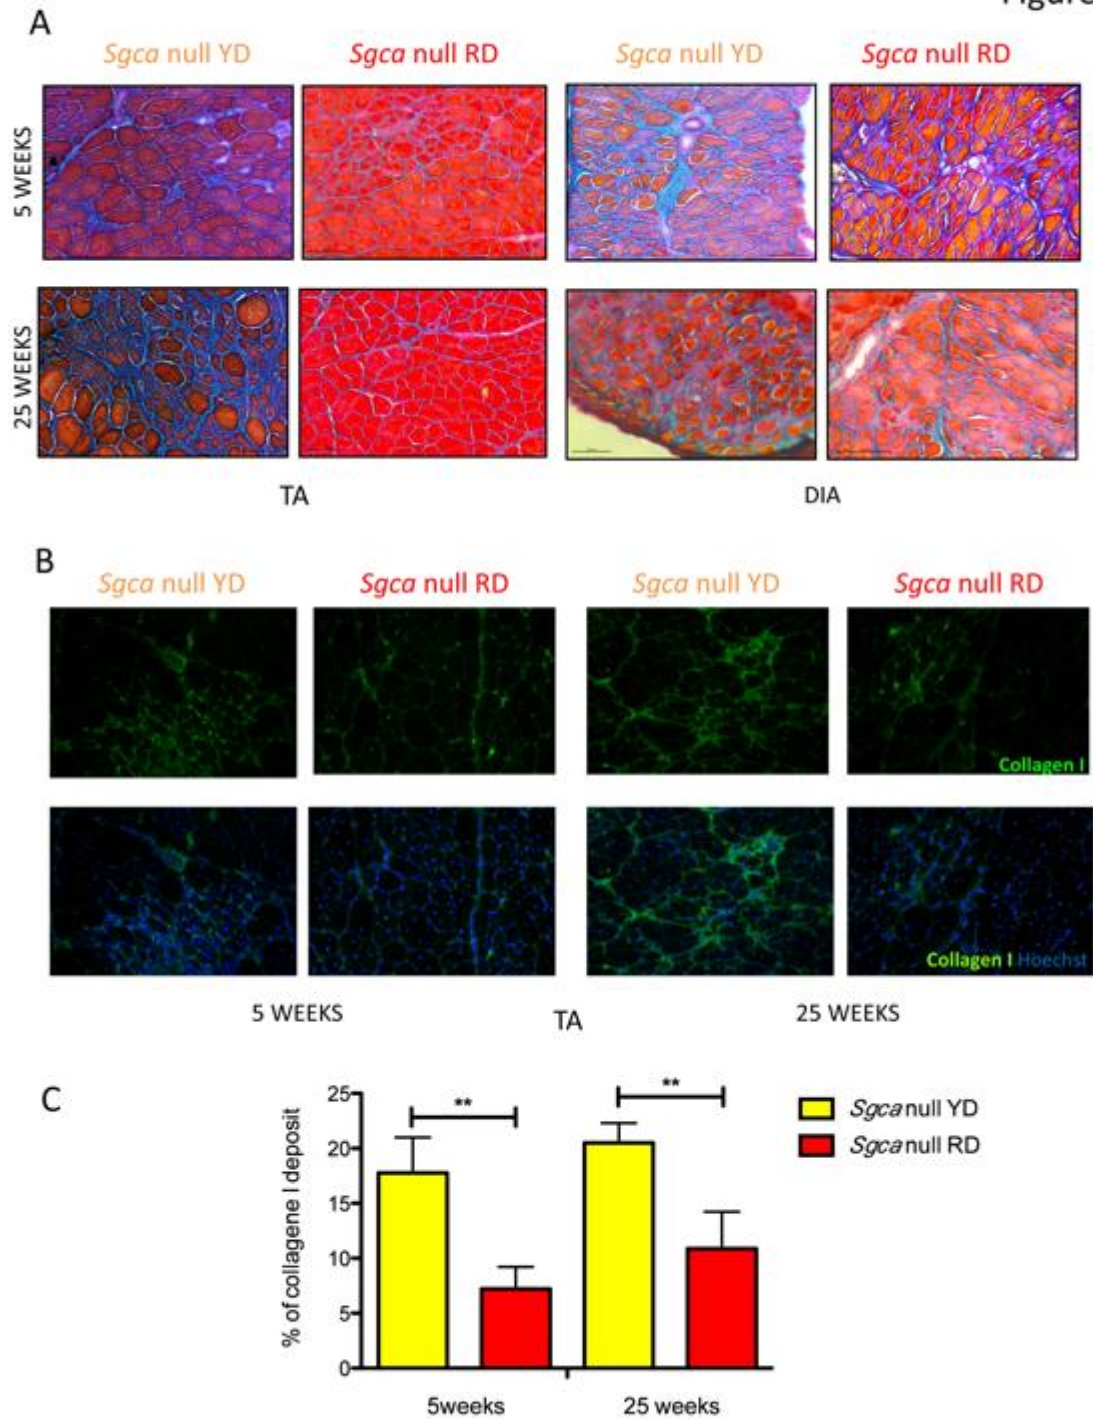 Figure
A
Sgca null YD Sgca null RD Sgca null YD Sgca null RD
5 WEEKS
25 WEEKS
TA DIA
B
Sgca null YD Sgca null RD Sgca null YD Sgca null RD
Collagen I
Collagen I Hoechst
5 WEEKS TA 25 WEEKS
C
% of collagene I deposit
25
20
15
10
5
0
** **
5weeks 25 weeks
Sgca null YD
Sgca null RD